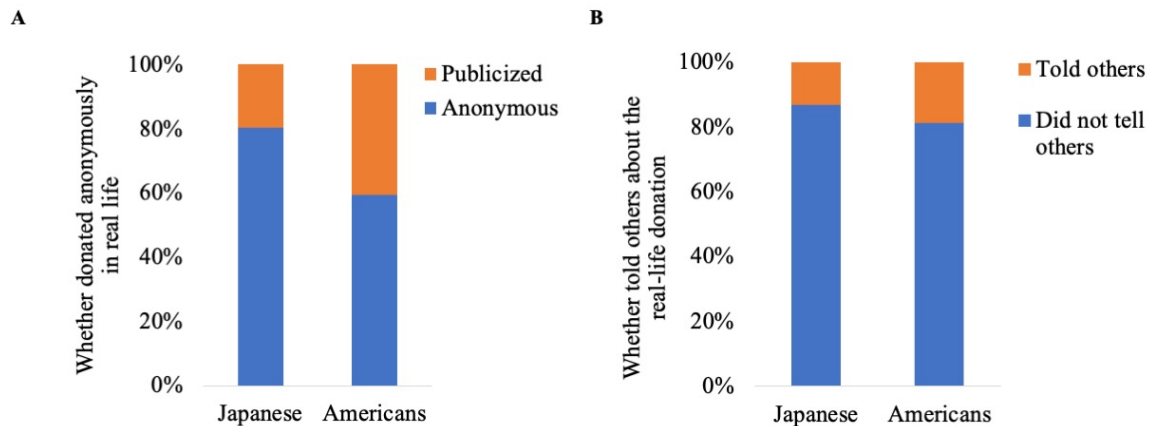 A
Whether donated anonymously
in real life
100%
80%
60%
40%
20%
0%
Japanese Americans
Publicized
Anonymous
B
Whether told others about the
real-life donation
100%
80%
60%
40%
20%
0%
Japanese Americans
Told others
Did not tell
others